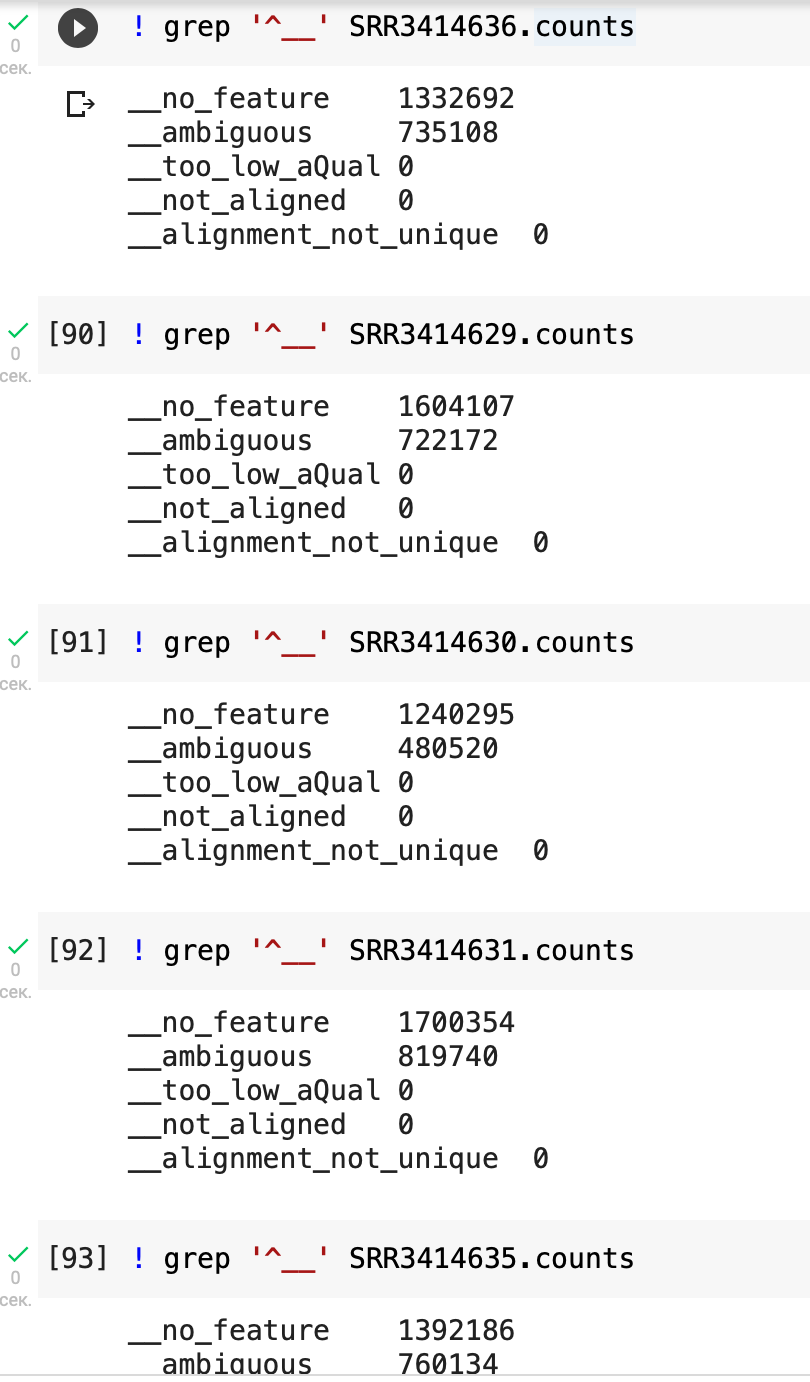 ! grep '^__' SRR3414636.counts
0
сек.
__no_feature 1332692
__ambiguous 735108
__too_low_aQual 0
__not_aligned 0
__alignment_not_unique 0
[90] ! grep '^__' SRR3414629.counts
0
сек.
__no_feature 1604107
__ambiguous 722172
__too_low_aQual 0
__not_aligned 0
__alignment_not_unique 0
[91] ! grep '^__' SRR3414630.counts
0
сек.
__no_feature 1240295
__ambiguous 480520
__too_low_aQual 0
__not_aligned 0
__alignment_not_unique 0
[92] ! grep '^__' SRR3414631.counts
0
сек.
__no_feature 1700354
__ambiguous 819740
__too_low_aQual 0
__not_aligned 0
__alignment_not_unique 0
[93] ! grep '^__' SRR3414635.counts
0
сек.
__no_feature 1392186
__ambiguous 760134